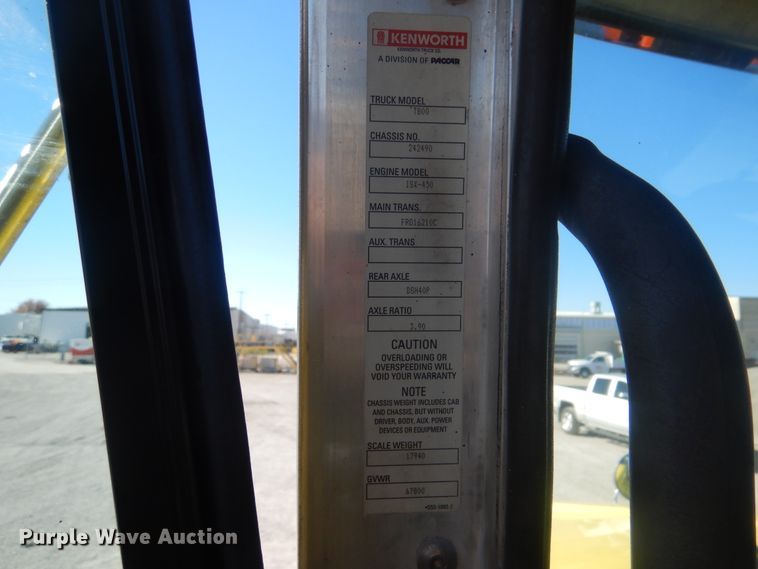 KENWORTH
KENWORTH TRUCK CO.
A DIVISION OF PACCAR
TRUCK MODEL
T800
CHASSIS NO.
242490
ENGINE MODEL
ISX-450
MAIN TRANS.
FRO16210C
AUX. TRANS
REAR AXLE
DSH40P
AXLE RATIO
3.90
CAUTION
OVERLOADING OR
OVERSPEEDING WILL
VOID YOUR WARRANTY
NOTE
CHASSIS WEIGHT INCLUDES CAB
AND CHASSIS, BUT WITHOUT
DRIVER, BODY, AUX. POWER
DEVICES OR EQUIPMENT
SCALE WEIGHT
17940
GVWR
67800
Purple Wave Auction